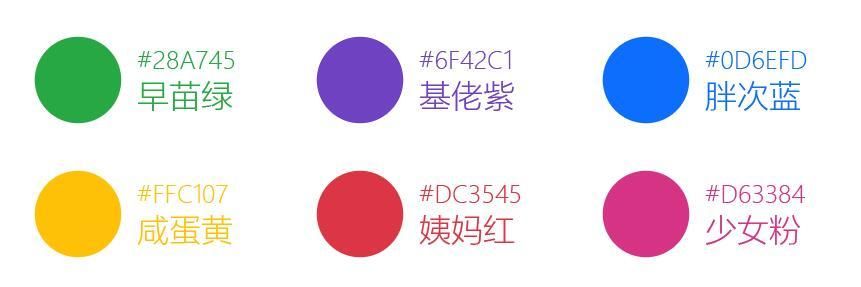 #28A745
早苗绿
#6F42C1
基佬紫
#0D6EFD
胖次蓝
#FFC107
咸蛋黄
#DC3545
姨妈红
#D63384
少女粉